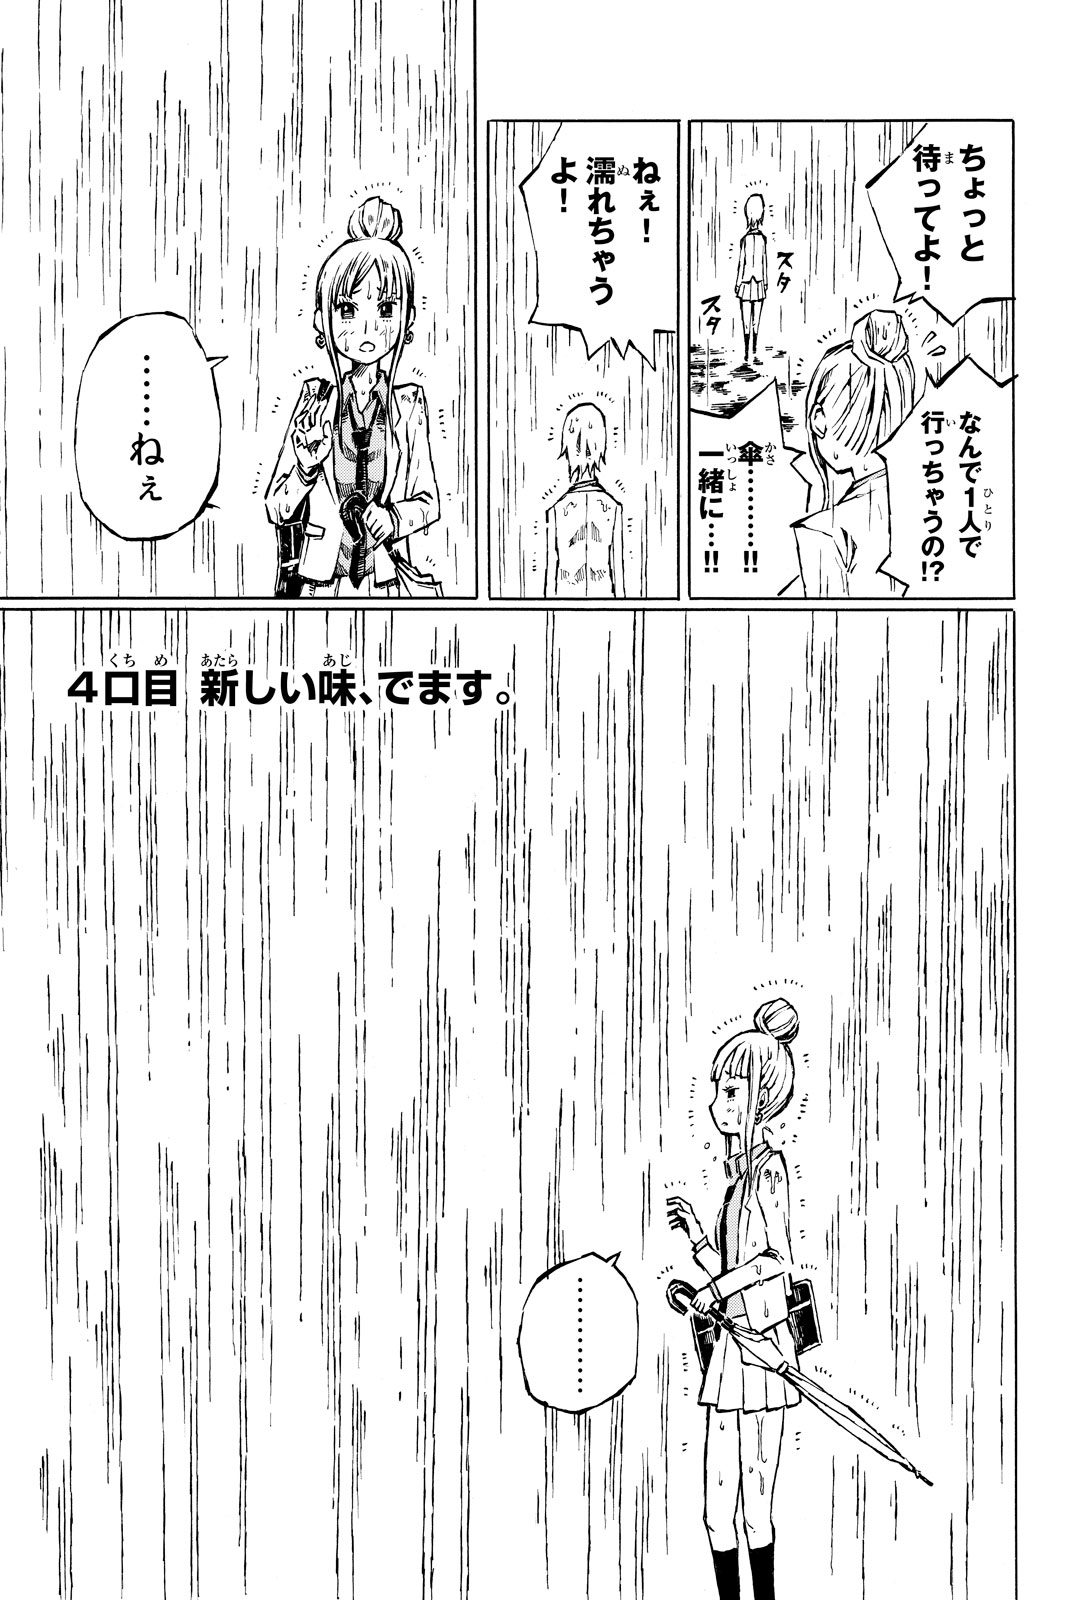 ちょっと
待ってよ！
なんで1人で
行っちゃうの!?
スタ
スタ
傘…………!!
一緒に…!!
ねぇ！
濡れちゃう
よ！
……ねぇ
4口目 新しい味、でます。
…………